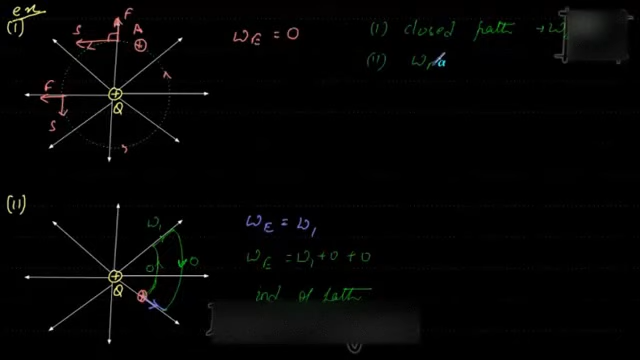 ex
(I)
F
S
A
W_E = 0
(I) closed path → W
(II) W
F
S
Q
(II)
W_1
W_E = W_1
0
0
W_E = W_1 + 0 + 0
Q
ind of path